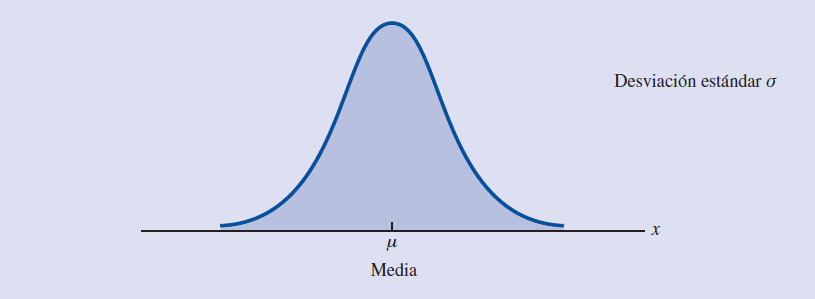 Desviación estándar σ
x
μ
Media